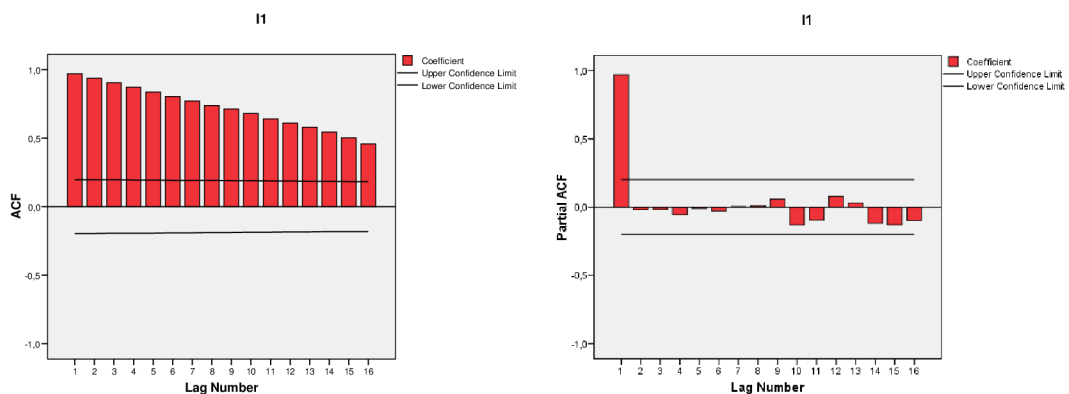 I1
Coefficient
Upper Confidence Limit
Lower Confidence Limit
1,0
0,5
0,0
-0,5
-1,0
ACF
1 2 3 4 5 6 7 8 9 10 11 12 13 14 15 16
Lag Number
I1
Coefficient
Upper Confidence Limit
Lower Confidence Limit
1,0
0,5
0,0
-0,5
-1,0
Partial ACF
1 2 3 4 5 6 7 8 9 10 11 12 13 14 15 16
Lag Number